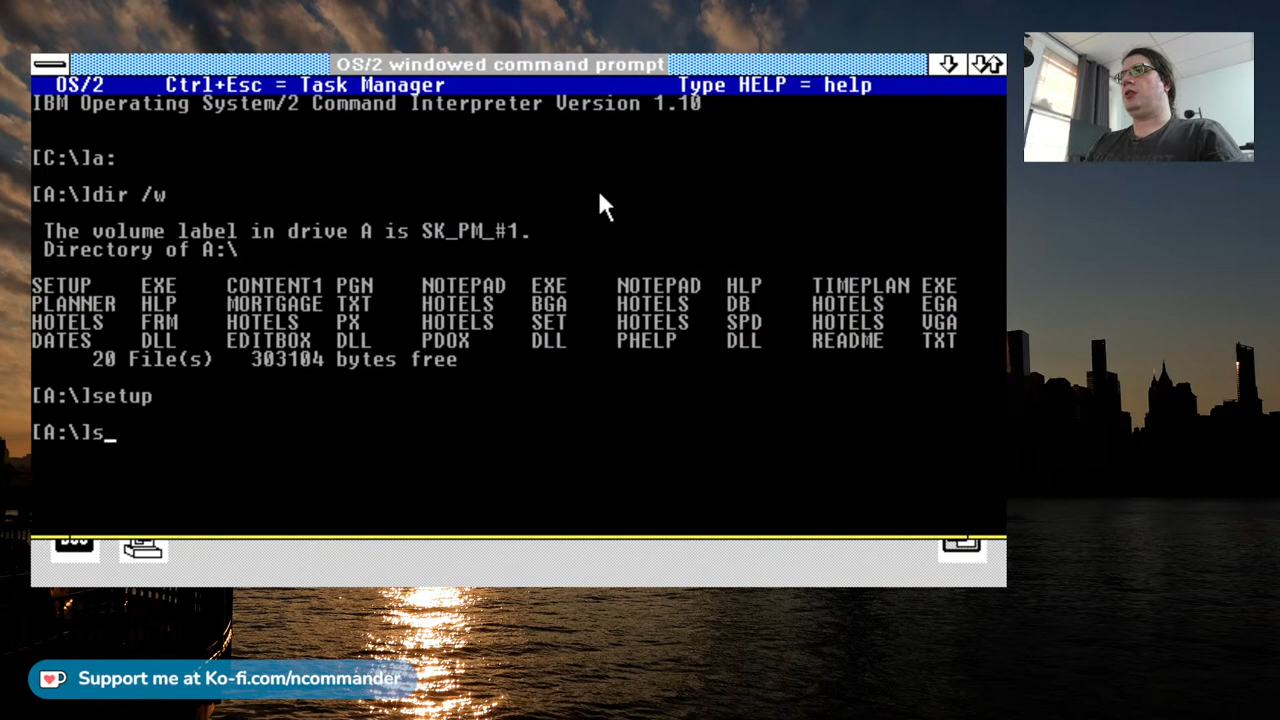 OS/2 windowed command prompt
OS/2 Ctrl+Esc = Task Manager Type HELP = help
IBM Operating System/2 Command Interpreter Version 1.10
[C:\]a:
[A:\]dir /w
The volume label in drive A is SK_PM_#1.
Directory of A:\
SETUP EXE CONTENT1 PGN NOTEPAD EXE NOTEPAD HLP TIMEPLAN EXE
PLANNER HLP MORTGAGE TXT HOTELS BGA HOTELS DB HOTELS EGA
HOTELS FRM HOTELS PX HOTELS SET HOTELS SPD HOTELS VGA
DATES DLL EDITBOX DLL PDOX DLL PHELP DLL README TXT
20 File(s) 303104 bytes free
[A:\]setup
[A:\]s_
Support me at Ko-fi.com/ncommander